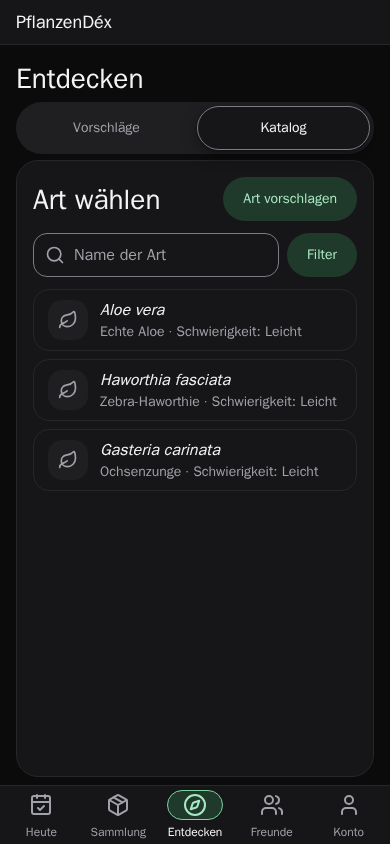 PflanzenDéx
Entdecken
Vorschläge
Katalog
Art wählen
Art vorschlagen
Name der Art
Filter
Aloe vera
Echte Aloe · Schwierigkeit: Leicht
Haworthia fasciata
Zebra-Haworthie · Schwierigkeit: Leicht
Gasteria carinata
Ochsenzunge · Schwierigkeit: Leicht
Heute
Sammlung
Entdecken
Freunde
Konto